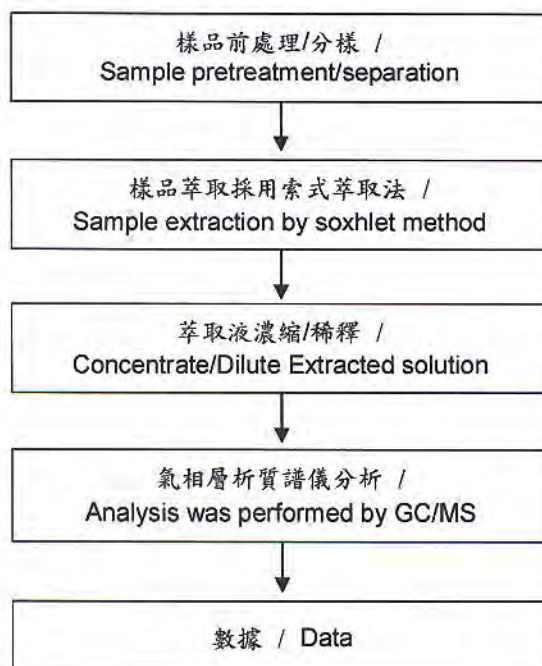 樣品前處理/分樣 /
Sample pretreatment/separation
樣品萃取採用索式萃取法 /
Sample extraction by soxhlet method
萃取液濃縮/稀釋 /
Concentrate/Dilute Extracted solution
氣相層析質譜儀分析 /
Analysis was performed by GC/MS
數據 / Data